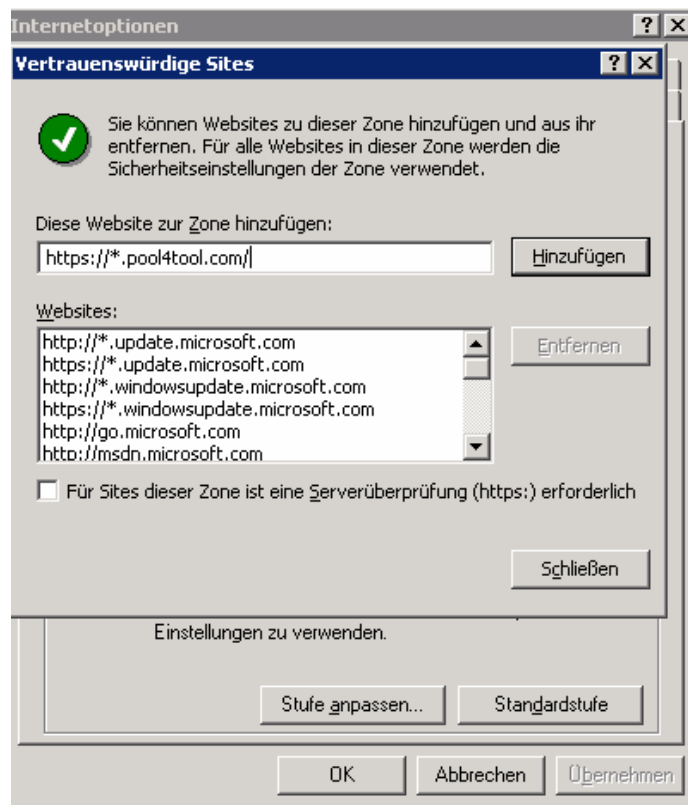 Internetoptionen
Vertrauenswürdige Sites
Sie können Websites zu dieser Zone hinzufügen und aus ihr
entfernen. Für alle Websites in dieser Zone werden die
Sicherheitseinstellungen der Zone verwendet.
Diese Website zur Zone hinzufügen:
https://*.pool4tool.com/
Hinzufügen
Websites:
http://*.update.microsoft.com
https://*.update.microsoft.com
http://*.windowsupdate.microsoft.com
https://*.windowsupdate.microsoft.com
http://go.microsoft.com
http://msdn.microsoft.com
Entfernen
Für Sites dieser Zone ist eine Serverüberprüfung (https:) erforderlich
Schließen
Einstellungen zu verwenden.
Stufe anpassen...
Standardstufe
OK
Abbrechen
Übernehmen